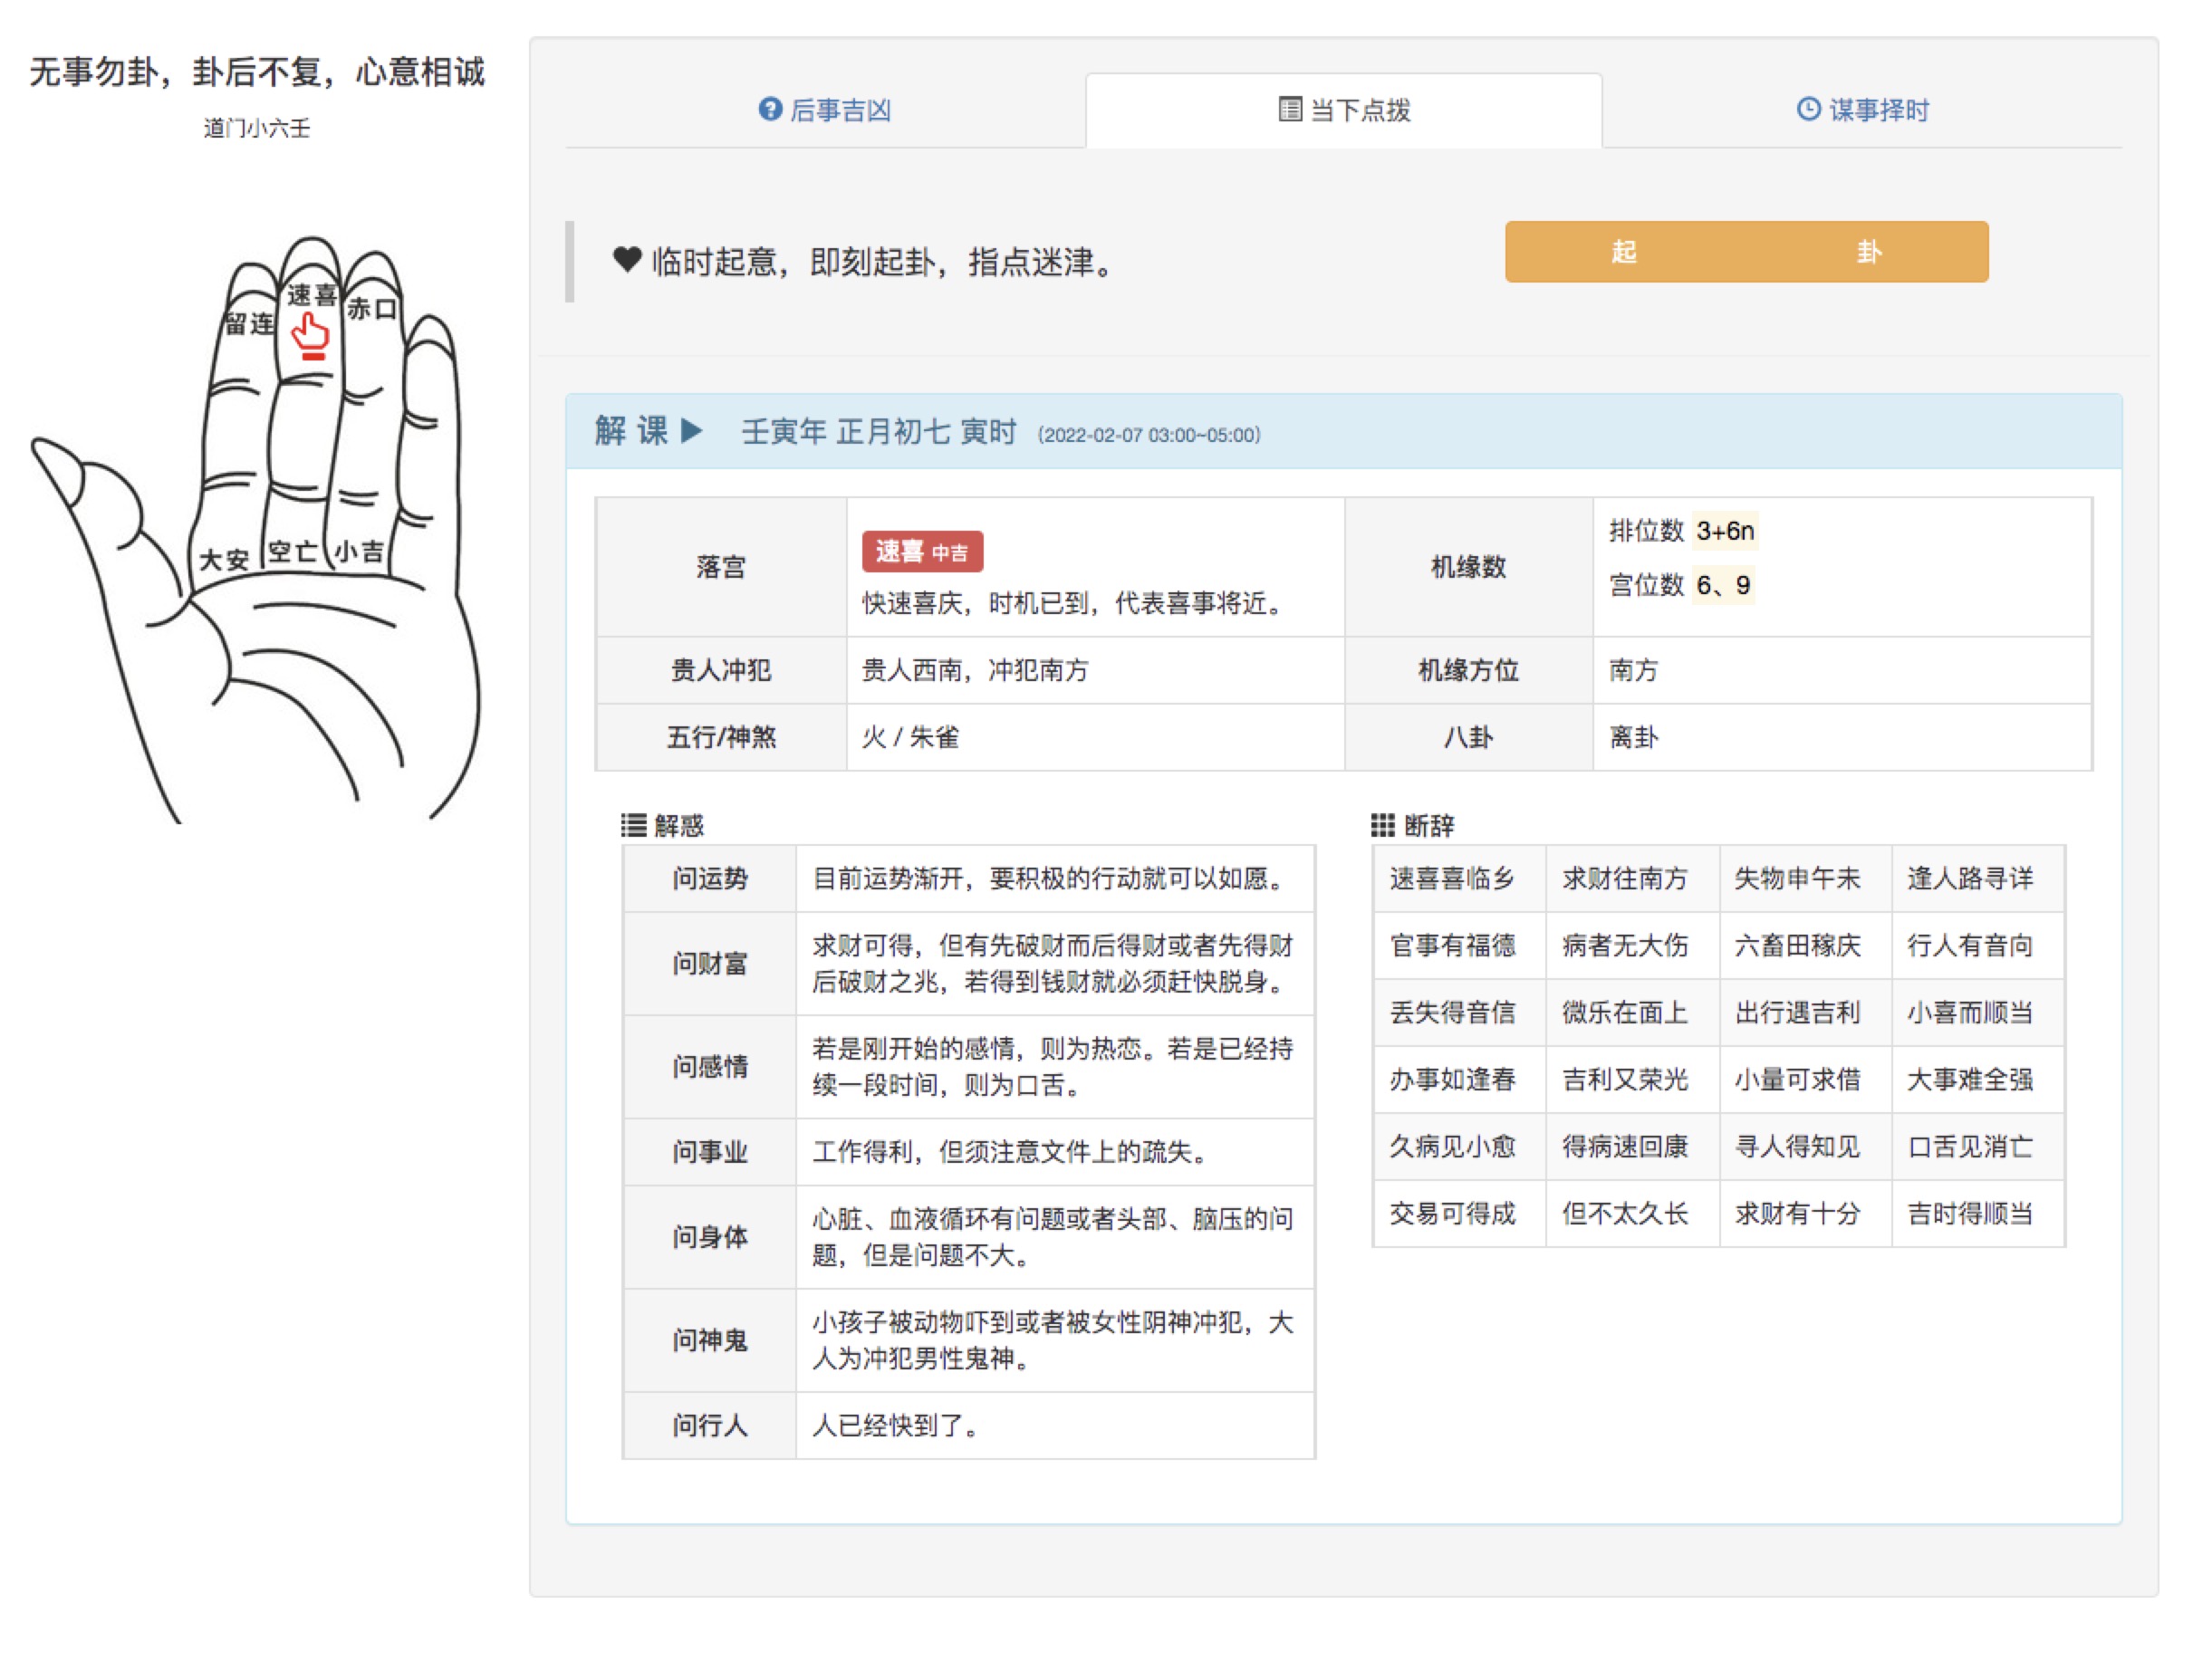 无事勿卦，卦后不复，心意相诚
道门小六壬
速喜
留连
赤口
大安
空亡
小吉
后事吉凶
当下点拨
谋事择时
临时起意，即刻起卦，指点迷津。
起 卦
解 课 壬寅年 正月初七 寅时 (2022-02-07 03:00~05:00)
落宫
速喜 中吉
快速喜庆，时机已到，代表喜事将近。
机缘数
排位数 3+6n
宫位数 6、9
贵人冲犯 贵人西南，冲犯南方 机缘方位 南方
五行/神煞 火 / 朱雀 八卦 离卦
解惑
问运势 目前运势渐开，要积极的行动就可以如愿。
问财富
求财可得，但有先破财而后得财或者先得财
后破财之兆，若得到钱财就必须赶快脱身。
问感情
若是刚开始的感情，则为热恋。若是已经持
续一段时间，则为口舌。
问事业 工作得利，但须注意文件上的疏失。
问身体
心脏、血液循环有问题或者头部、脑压的问
题，但是问题不大。
问神鬼
小孩子被动物吓到或者被女性阴神冲犯，大
人为冲犯男性鬼神。
问行人 人已经快到了。
断辞
速喜喜临乡 求财往南方 失物申午未 逢人路寻详
官事有福德 病者无大伤 六畜田稼庆 行人有音向
丢失得音信 微乐在面上 出行遇吉利 小喜而顺当
办事如逢春 吉利又荣光 小量可求借 大事难全强
久病见小愈 得病速回康 寻人得知见 口舌见消亡
交易可得成 但不太久长 求财有十分 吉时得顺当